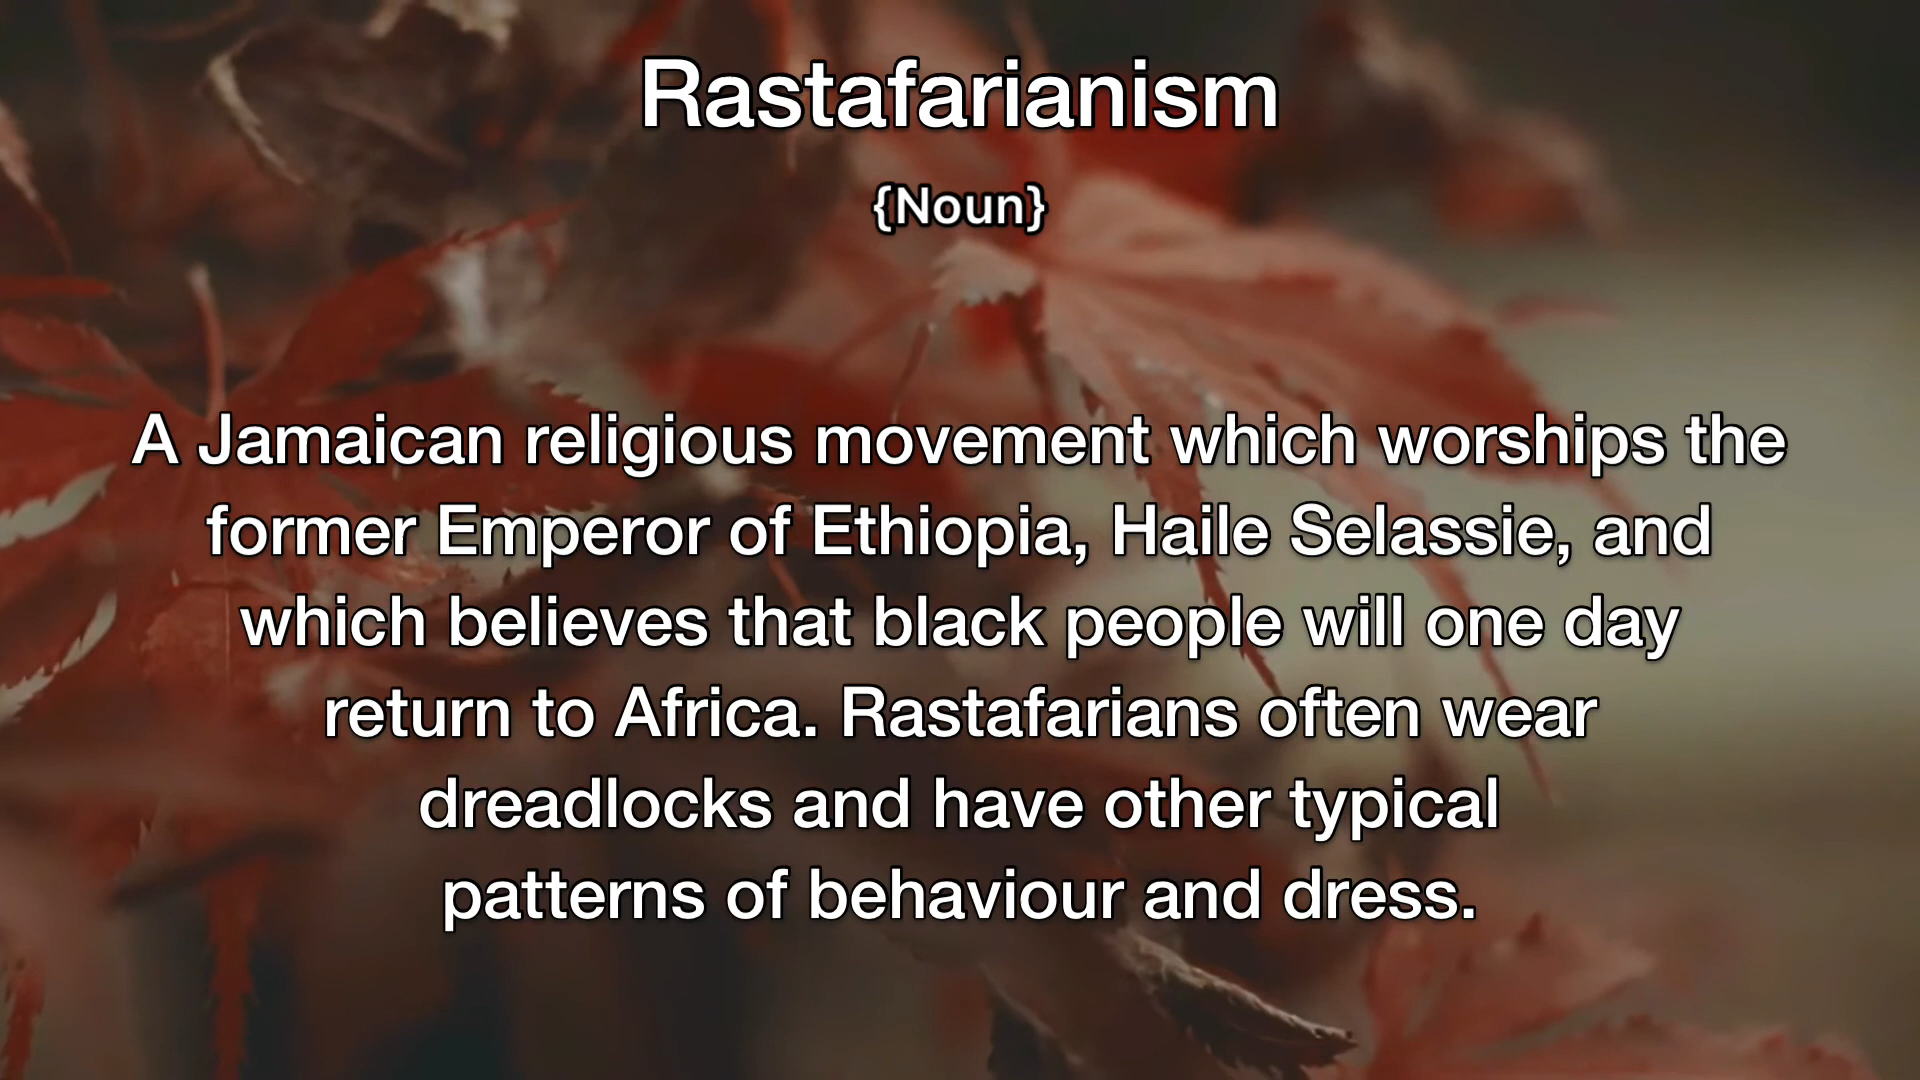 Rastafarianism
{Noun}
A Jamaican religious movement which worships the
former Emperor of Ethiopia, Haile Selassie, and
which believes that black people will one day
return to Africa. Rastafarians often wear
dreadlocks and have other typical
patterns of behaviour and dress.